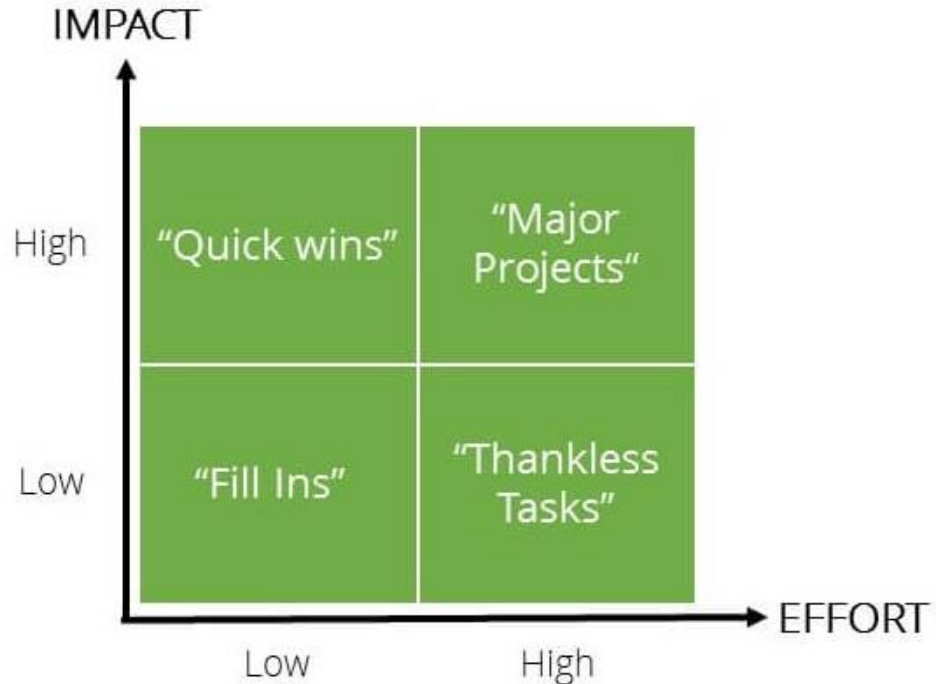 IMPACT
High
“Quick wins”
“Major
Projects“
Low
“Fill Ins”
“Thankless
Tasks”
EFFORT
Low
High